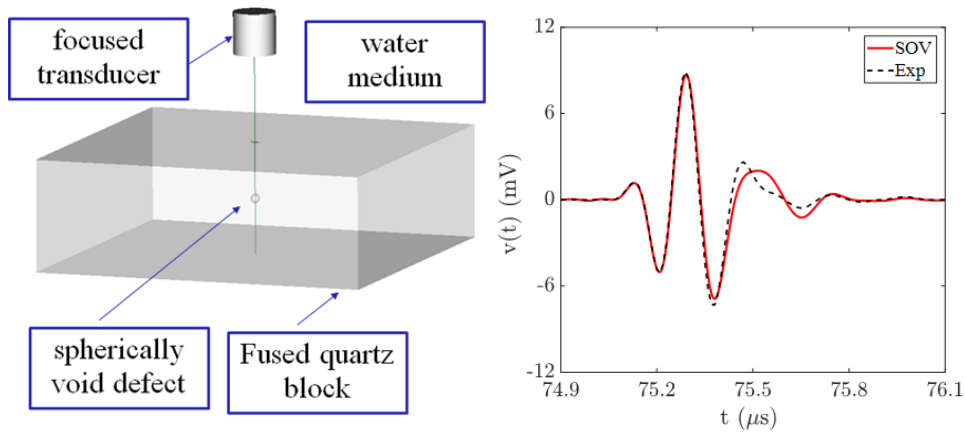 focused
transducer
water
medium
spherically
void defect
Fused quartz
block
v(t) (mV)
12
6
0
-6
-12
SOV
Exp
74.9
75.2
75.5
75.8
76.1
t (μs)